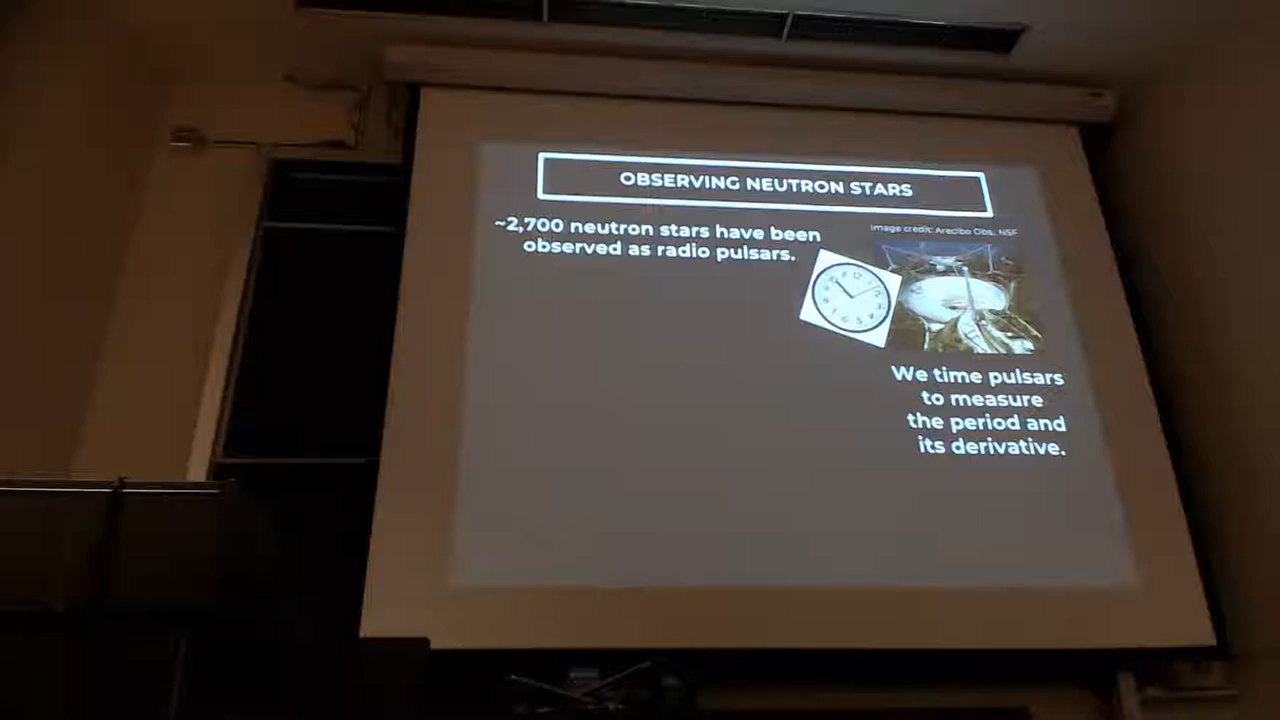 OBSERVING NEUTRON STARS
~2,700 neutron stars have been
observed as radio pulsars.
Image credit: Arecibo Obs, NSF
We time pulsars
to measure
the period and
its derivative.